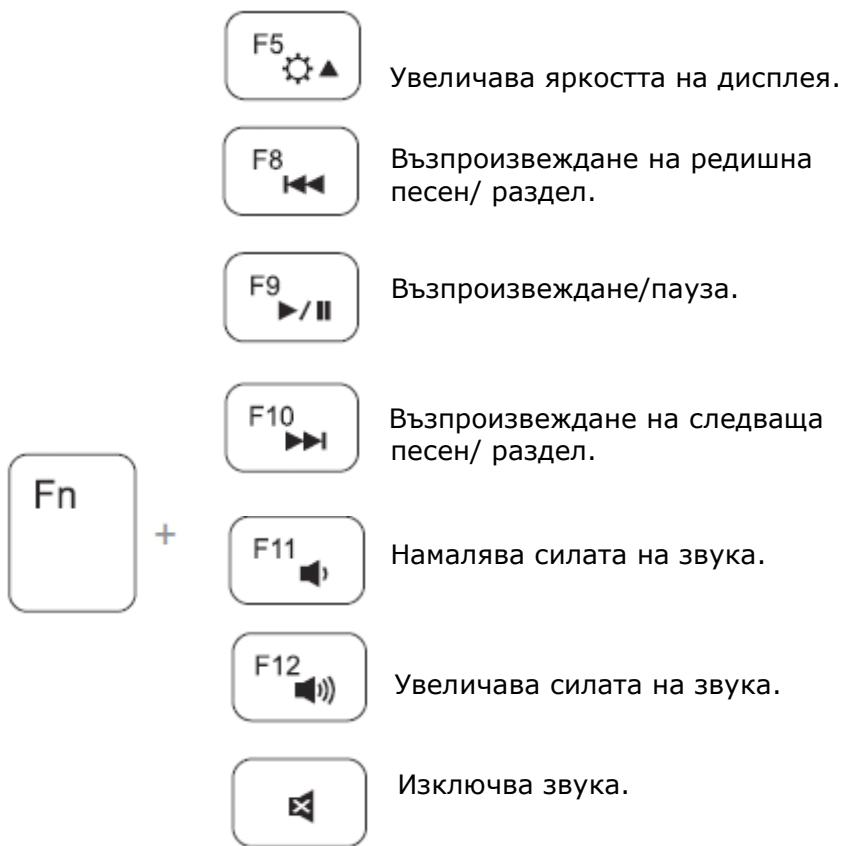 F5
Увеличава яркостта на дисплея.
F8
Възпроизвеждане на редишна
песен/ раздел.
F9
Възпроизвеждане/пауза.
F10
Възпроизвеждане на следваща
песен/ раздел.
Fn
+
F11
Намалява силата на звука.
F12
Увеличава силата на звука.
Изключва звука.